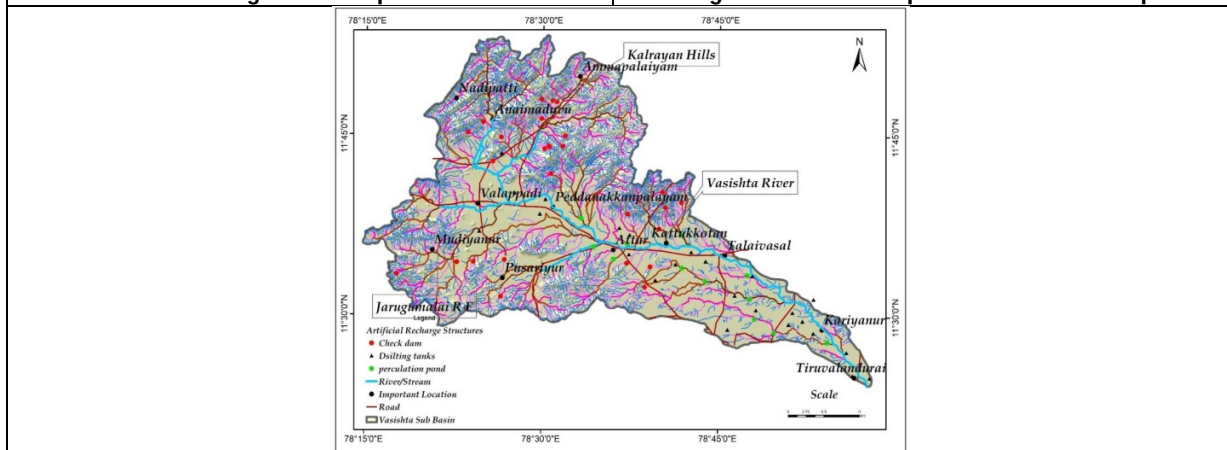 78°15'0"E 78°30'0"E 78°45'0"E
N
Kalrayan Hills
Ammapalaiyam
Nadipatti
Anaimaduvu
11°45'0"N 11°45'0"N
Vasishta River
Valappadi
Peddanakkanpalayam
Mudiyanur
Attur
Kattukkotan
Talaivasal
Pusariyur
Jarugumalai R F
11°30'0"N 11°30'0"N
Legend
Kariyanur
Artificial Recharge Structures
Check dam
Dsilting tanks
perculation pond
Tiruvalandurai
River/Stream
Important Location
Scale
Road
Vasishta Sub Basin
78°15'0"E 78°30'0"E 78°45'0"E